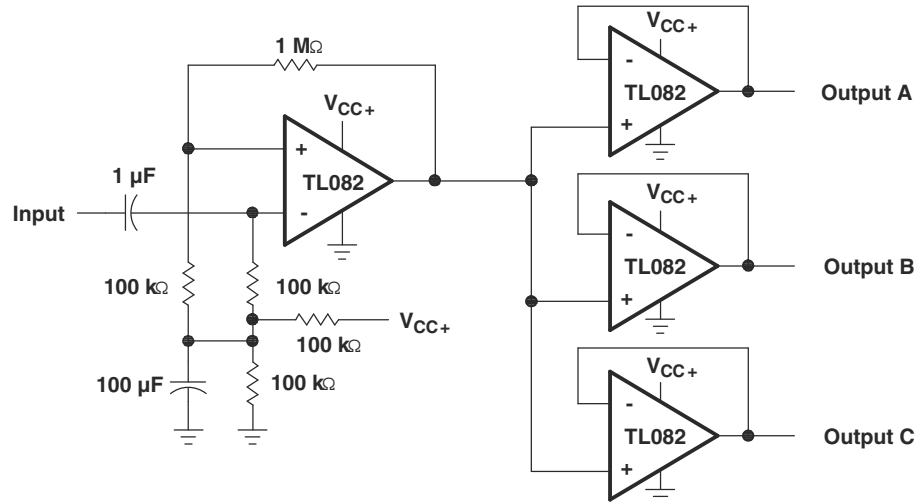 1 MΩ
VCC+
+
TL082
-
1 µF
Input
100 kΩ
100 kΩ
VCC+
100 kΩ
100 µF
100 kΩ
VCC+
-
TL082
+
Output A
VCC+
-
TL082
+
Output B
VCC+
-
TL082
+
Output C